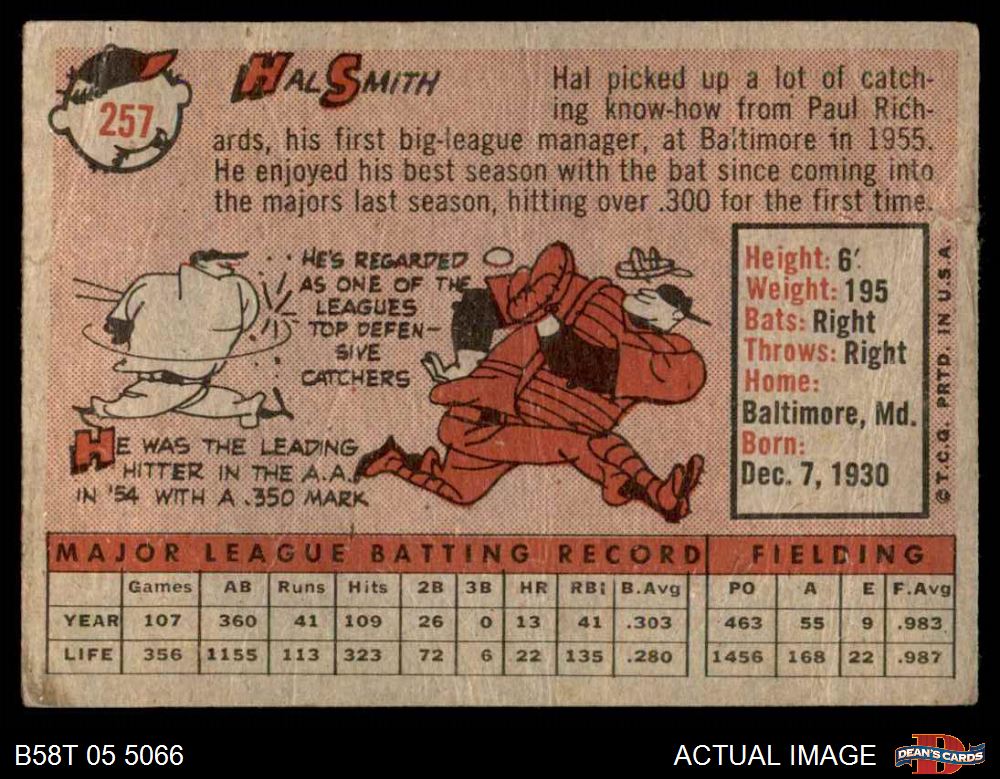 257
HAL SMITH
Hal picked up a lot of catch-
ing know-how from Paul Rich-
ards, his first big-league manager, at Baltimore in 1955.
He enjoyed his best season with the bat since coming into
the majors last season, hitting over .300 for the first time.
HE'S REGARDED
AS ONE OF THE
LEAGUES
TOP DEFEN-
SIVE
CATCHERS
HE WAS THE LEADING
HITTER IN THE A.A.
IN '54 WITH A .350 MARK
Height: 6'
Weight: 195
Bats: Right
Throws: Right
Home:
Baltimore, Md.
Born:
Dec. 7, 1930
© T.C.G. PRTD. IN U.S.A.
MAJOR LEAGUE BATTING RECORD FIELDING
Games AB Runs Hits 2B 3B HR RBI B.Avg PO A E F.Avg
YEAR 107 360 41 109 26 0 13 41 .303 463 55 9 .983
LIFE 356 1155 113 323 72 6 22 135 .280 1456 168 22 .987
B58T 05 5066 ACTUAL IMAGE DEAN'S CARDS